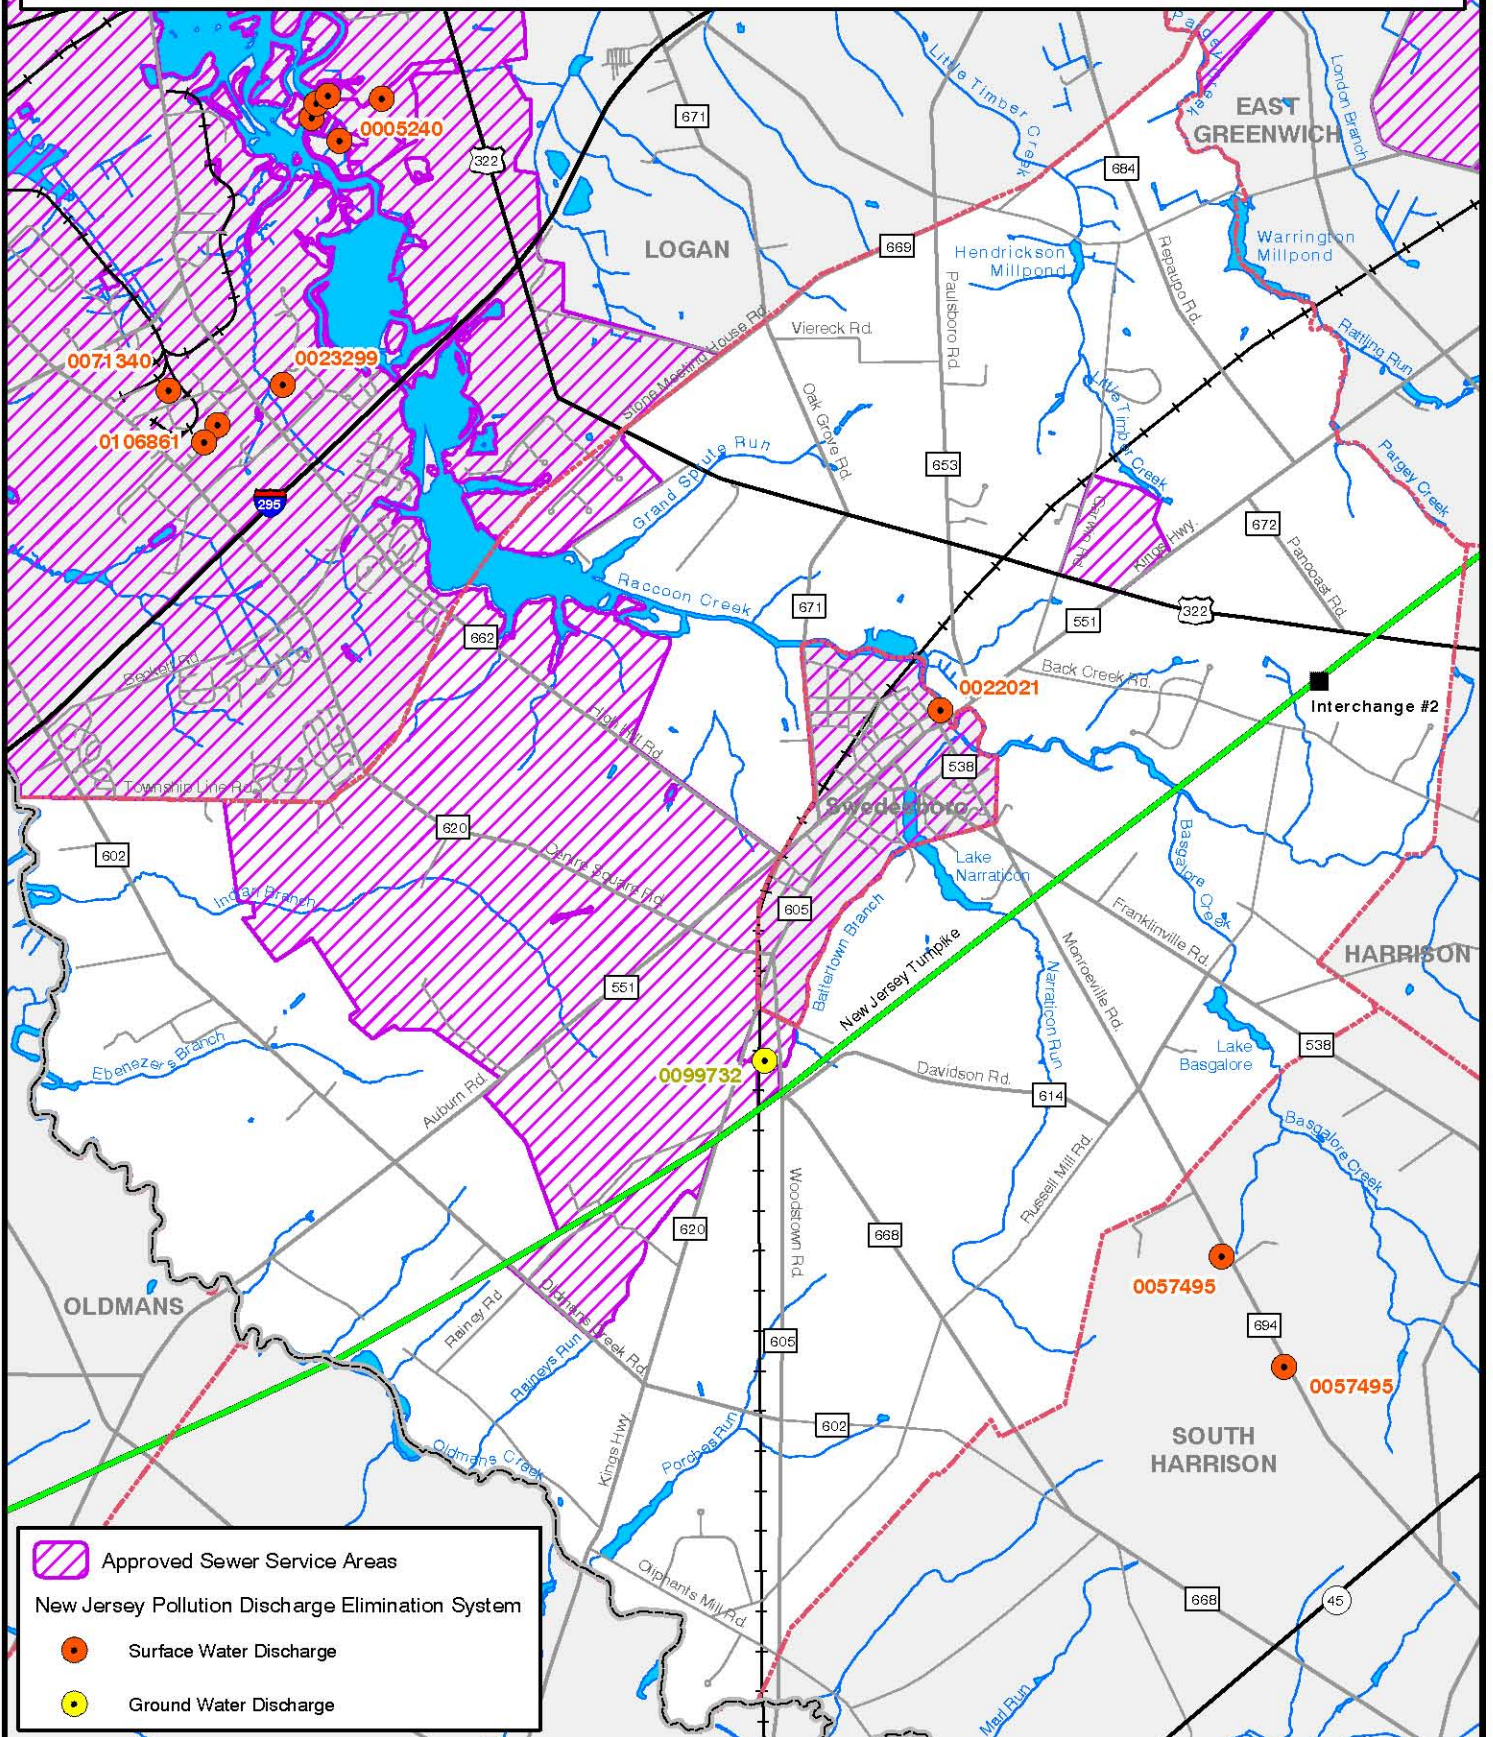 Pargey Creek
Little Timber Creek
London Branch
EAST
GREENWICH
671
0005240
322
684
LOGAN
669
Hendrickson
Millpond
Warrington
Millpond
Repaupo Rd.
Paulsboro Rd.
Stone Meeting House Rd.
Viereck Rd.
Rattling Run
0071340
0023299
Oak Grove Rd.
Little Timber Creek
0106861
Grand Sprute Run
653
Pargey Creek
295
Garwin Rd
Kings Hwy.
672
Pancoast Rd.
Raccoon Creek
671
322
551
662
Beckett Rd.
Back Creek Rd.
0022021
Interchange #2
High Hill Rd.
538
Township Line Rd.
Swedesboro
620
602
Centre Square Rd.
Lake
Narraticon
Basgalore Creek
Indian Branch
605
Franklinville Rd.
Battertown Branch
New Jersey Turnpike
Monroeville Rd.
HARRISON
551
Narraticon Run
Ebenezer's Branch
Lake
Basgalore
538
0099732
Davidson Rd.
614
Auburn Rd.
Basgalore Creek
Russell Mill Rd.
Woodstown Rd.
620
668
0057495
OLDMANS
Rainey Rd
Oldmans Creek Rd.
694
605
Raineys Run
0057495
602
Kings Hwy.
Porches Run
SOUTH
HARRISON
Oldmans Creek
Approved Sewer Service Areas
New Jersey Pollution Discharge Elimination System
Surface Water Discharge
Ground Water Discharge
Oliphants Mill Rd.
668
45
Marl Run